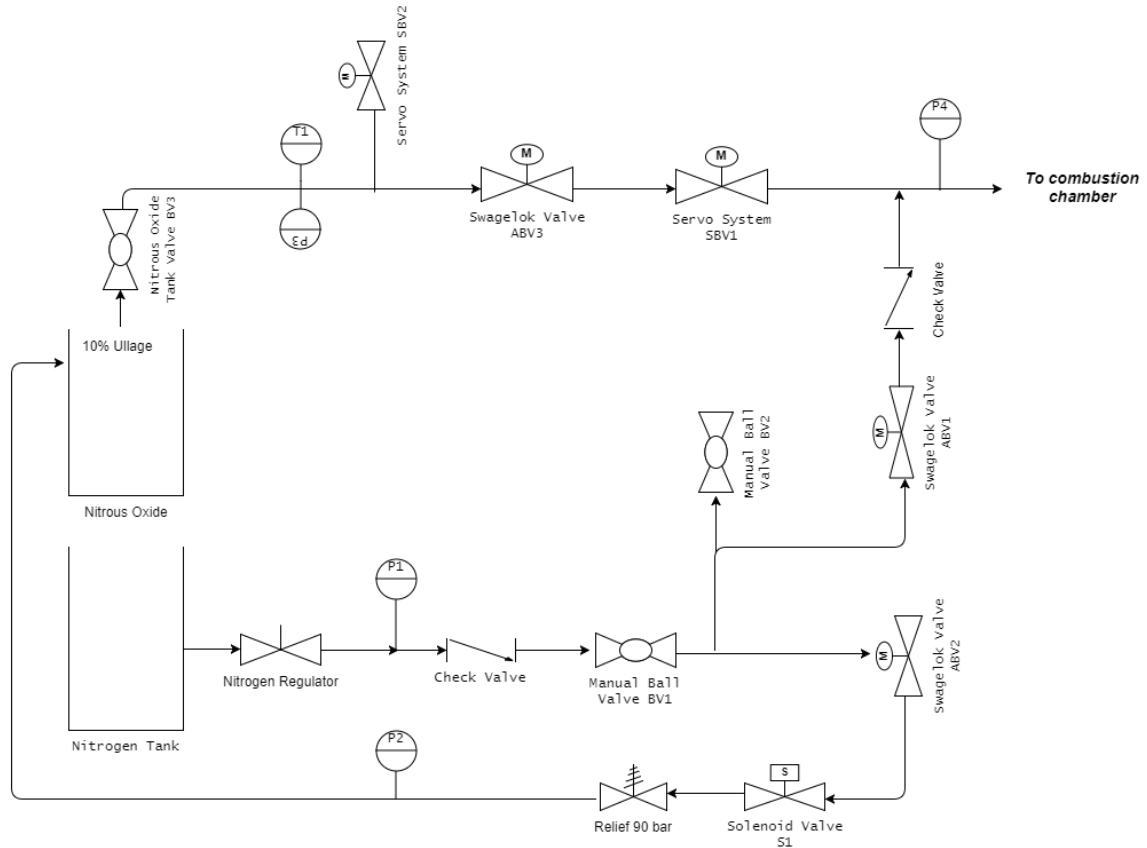 Servo System SBV2
M
T1
P3
P4
M
M
To combustion
chamber
Swagelok Valve
ABV3
Servo System
SBV1
Nitrous Oxide
Tank Valve BV3
Check Valve
10% Ullage
Nitrous Oxide
Manual Ball
Valve BV2
M
Swagelok Valve
ABV1
P1
Nitrogen Regulator
Check Valve
Manual Ball
Valve BV1
M
Swagelok Valve
ABV2
Nitrogen Tank
P2
S
Relief 90 bar
Solenoid Valve
S1